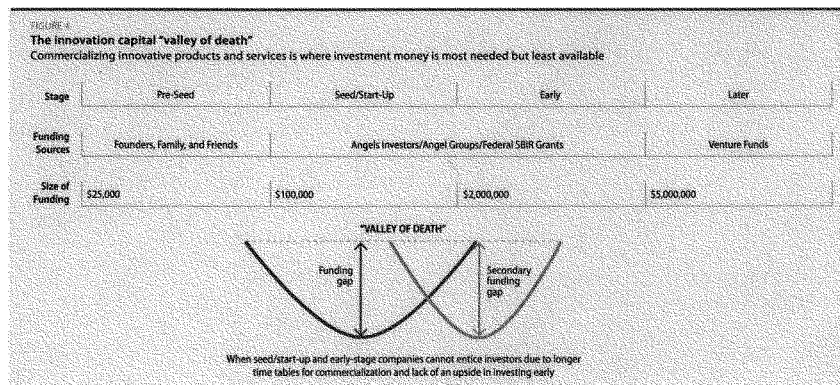 FIGURE 4
The innovation capital "valley of death"
Commercializing innovative products and services is where investment money is most needed but least available
Stage Pre-Seed Seed/Start-Up Early Later
Funding
Sources Founders, Family, and Friends Angels Investors/Angel Groups/Federal SBIR Grants Venture Funds
Size of
Funding $25,000 $100,000 $2,000,000 $5,000,000
"VALLEY OF DEATH"
Funding
gap
Secondary
funding
gap
When seed/start-up and early-stage companies cannot entice investors due to longer
time tables for commercialization and lack of an upside in investing early